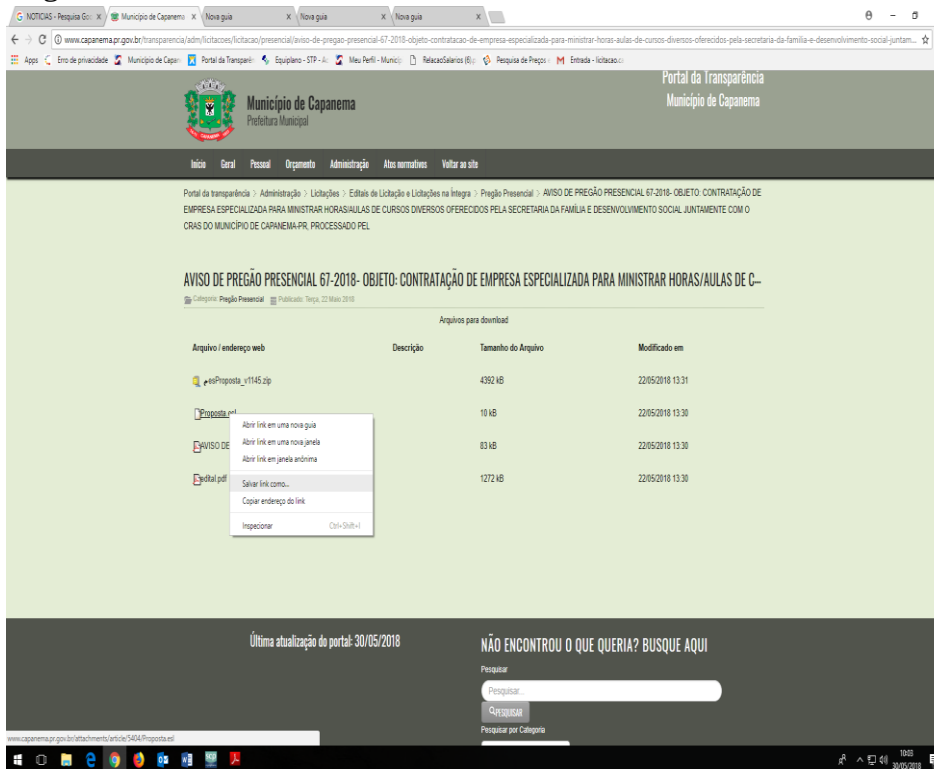 NOTICIAS - Pesquisa Goo
Município de Capanema
Nova guia
Nova guia
Nova guia
www.capanema.pr.gov.br/transparencia/adm/licitacoes/licitacao/presencial/aviso-de-pregao-presencial-67-2018-objeto-contratacao-de-empresa-especializada-para-ministrar-horas-aulas-de-cursos-diversos-oferecidos-pela-secretaria-da-familia-e-desenvolvimento-social-juntam...
Apps Erro de privacidade Município de Capan Portal da Transparên Equiplano - STP - Ac Meu Perfil - Municíp RelacaoSalarios (6) Pesquisa de Preços Entrada - licitacao.c
Portal da Transparência
Município de Capanema
Município de Capanema
Prefeitura Municipal
Início Geral Pessoal Orçamento Administração Atos normativos Voltar ao site
Portal da transparência > Administração > Licitações > Editais de Licitação e Licitações na Íntegra > Pregão Presencial > AVISO DE PREGÃO PRESENCIAL 67-2018- OBJETO: CONTRATAÇÃO DE
EMPRESA ESPECIALIZADA PARA MINISTRAR HORAS/AULAS DE CURSOS DIVERSOS OFERECIDOS PELA SECRETARIA DA FAMÍLIA E DESENVOLVIMENTO SOCIAL JUNTAMENTE COM O
CRAS DO MUNICÍPIO DE CAPANEMA-PR, PROCESSADO PEL
AVISO DE PREGÃO PRESENCIAL 67-2018- OBJETO: CONTRATAÇÃO DE EMPRESA ESPECIALIZADA PARA MINISTRAR HORAS/AULAS DE C...
Categoria: Pregão Presencial Publicado: Terça, 22 Maio 2018
Arquivos para download
Arquivo / endereço web Descrição Tamanho do Arquivo Modificado em
esProposta_v1145.zip 4392 kB 22/05/2018 13:31
Proposta.esl 10 kB 22/05/2018 13:30
AVISO DE 83 kB 22/05/2018 13:30
edital.pdf 1272 kB 22/05/2018 13:30
Abrir link em uma nova guia
Abrir link em uma nova janela
Abrir link em janela anônima
Salvar link como...
Copiar endereço do link
Inspecionar Ctrl+Shift+I
Última atualização do portal: 30/05/2018
NÃO ENCONTROU O QUE QUERIA? BUSQUE AQUI
Pesquisar
Pesquisar...
PESQUISAR
Pesquisar por Categoria
www.capanema.pr.gov.br/attachments/article/5404/Proposta.esl
10:03
30/05/2018